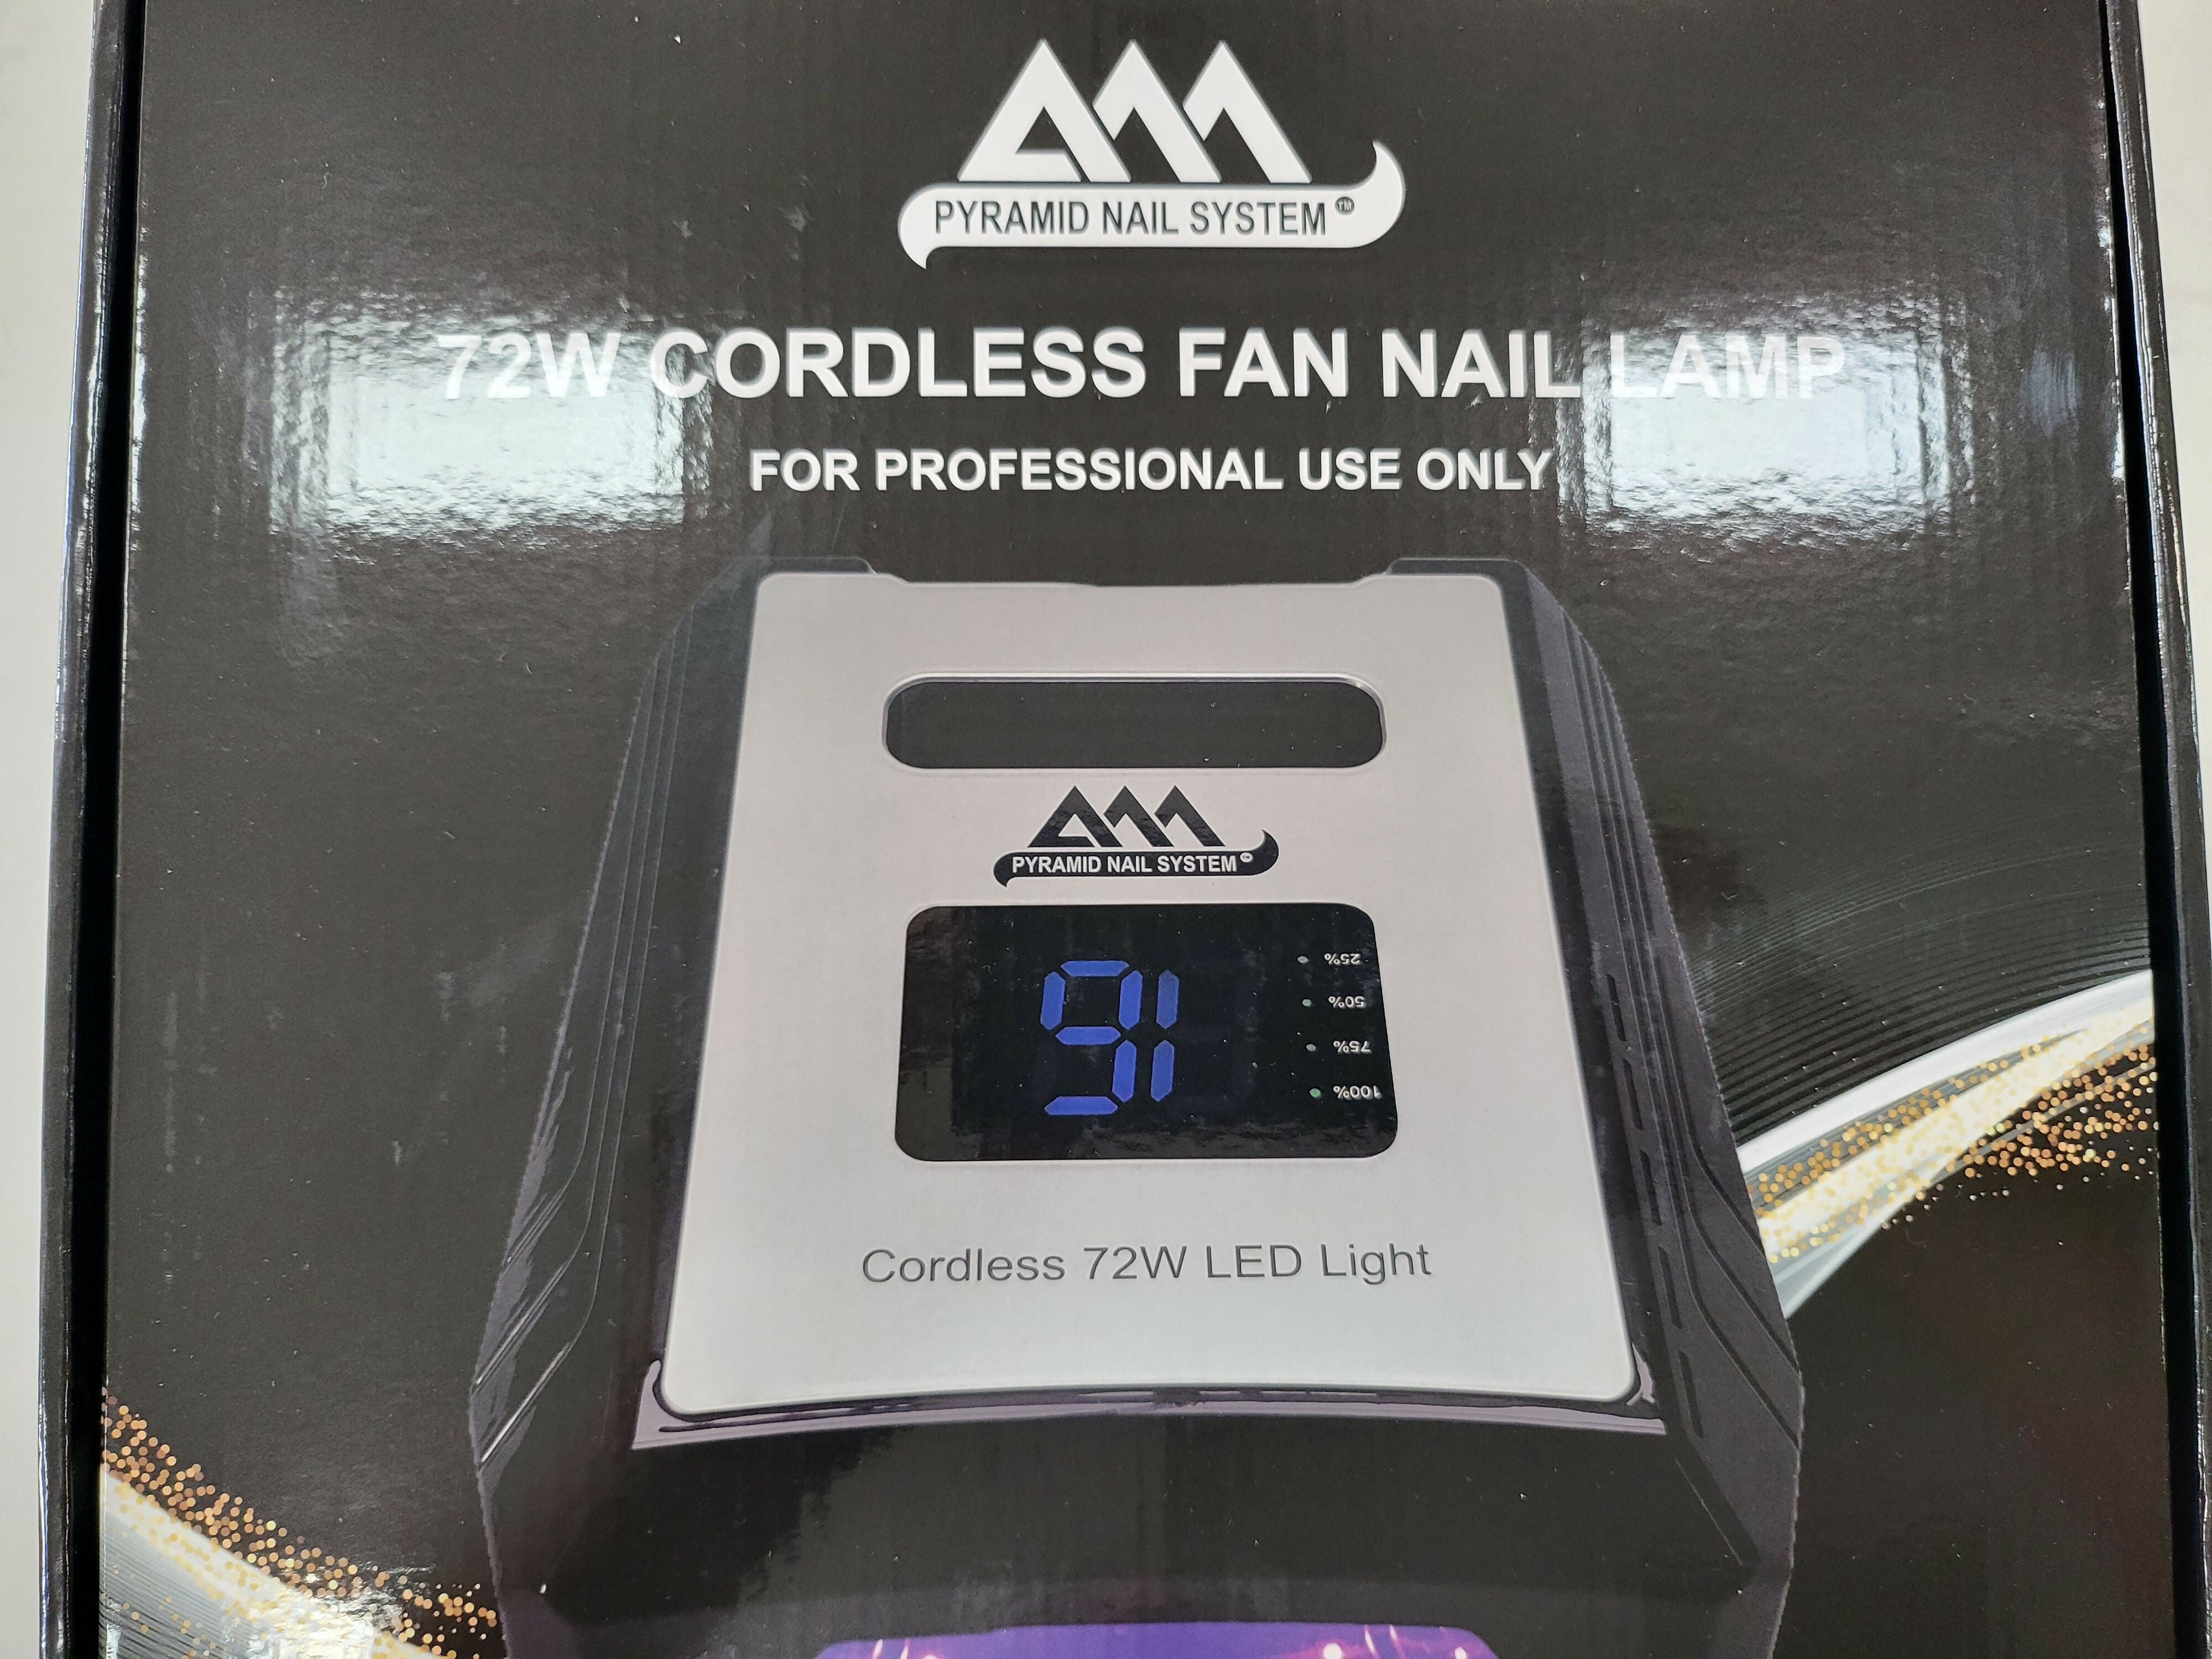 PYRAMID NAIL SYSTEM™
72W CORDLESS FAN NAIL LAMP
FOR PROFESSIONAL USE ONLY
PYRAMID NAIL SYSTEM
91
25%
50%
75%
100%
Cordless 72W LED Light